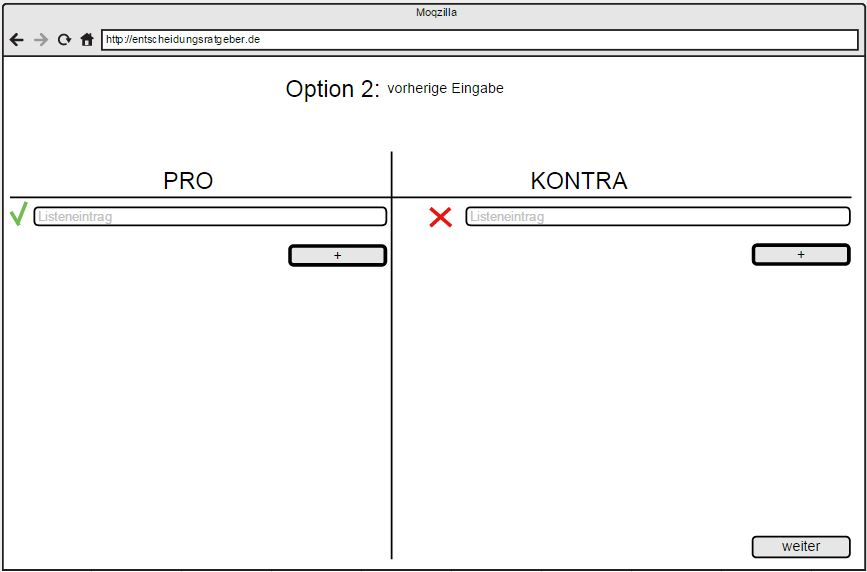 Moqzilla
http://entscheidungsratgeber.de
Option 2: vorherige Eingabe
PRO
KONTRA
Listeneintrag
Listeneintrag
+
+
weiter